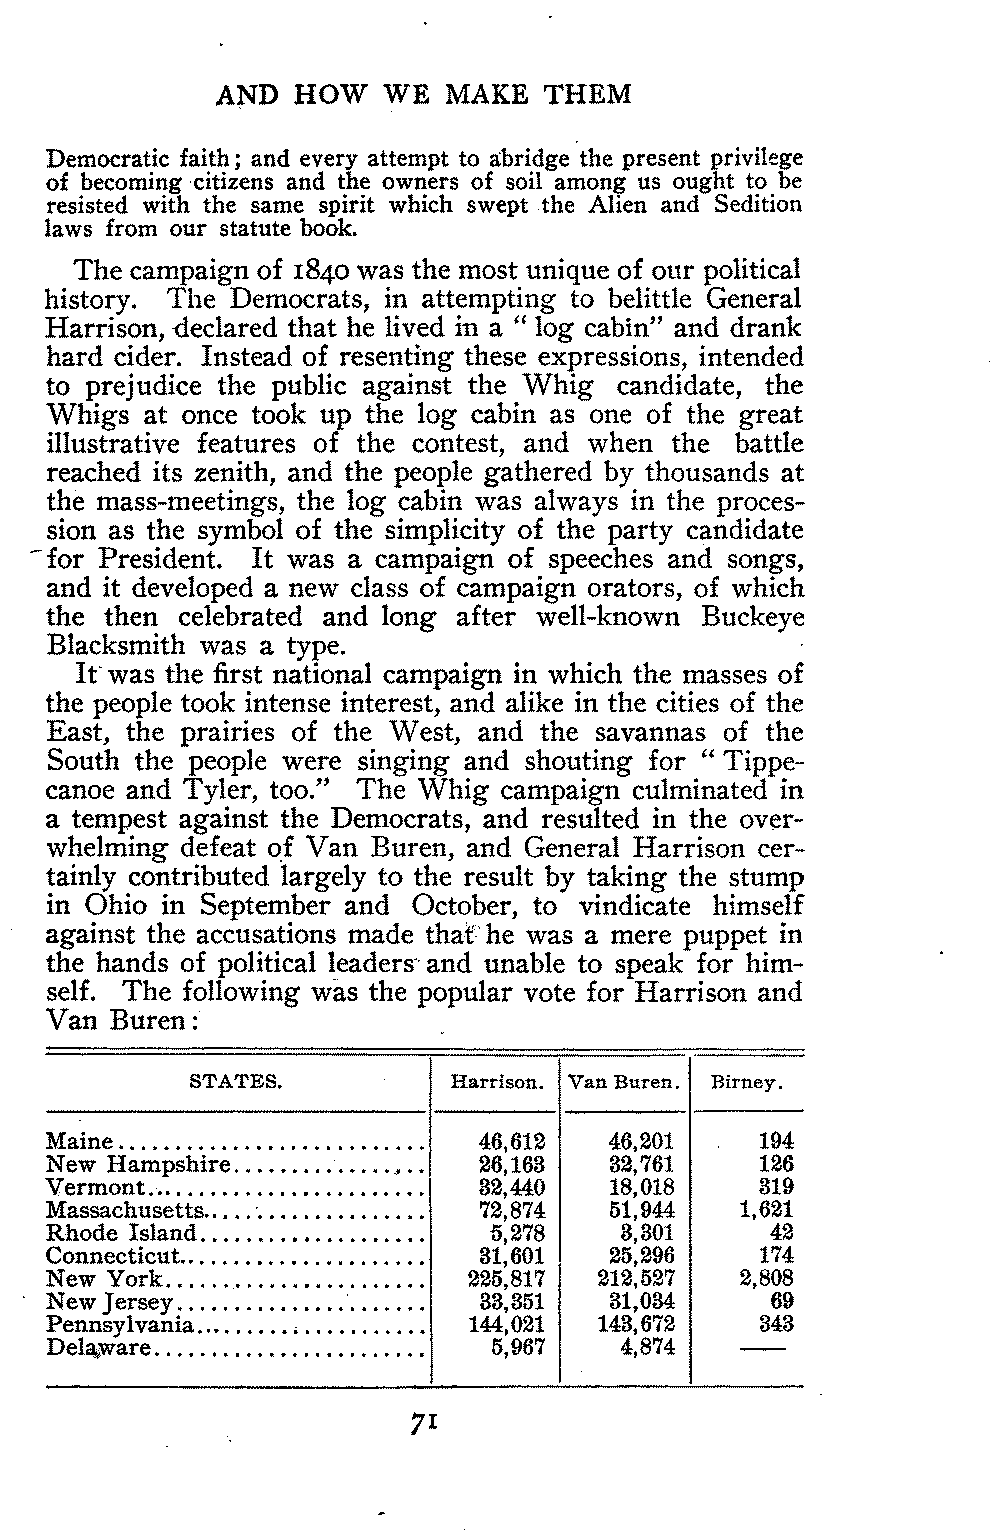 AND HOW WE MAKE THEM
Democratic faith; and every attempt to abridge the present privilege
of becoming citizens and the owners of soil among us ought to be
resisted with the same spirit which swept the Alien and Sedition
laws from our statute book.
The campaign of 1840 was the most unique of our political
history. The Democrats, in attempting to belittle General
Harrison, declared that he lived in a “ log cabin” and drank
hard cider. Instead of resenting these expressions, intended
to prejudice the public against the Whig candidate, the
Whigs at once took up the log cabin as one of the great
illustrative features of the contest, and when the battle
reached its zenith, and the people gathered by thousands at
the mass-meetings, the log cabin was always in the proces-
sion as the symbol of the simplicity of the party candidate
for President. It was a campaign of speeches and songs,
and it developed a new class of campaign orators, of which
the then celebrated and long after well-known Buckeye
Blacksmith was a type.
It was the first national campaign in which the masses of
the people took intense interest, and alike in the cities of the
East, the prairies of the West, and the savannas of the
South the people were singing and shouting for “ Tippe-
canoe and Tyler, too.” The Whig campaign culminated in
a tempest against the Democrats, and resulted in the over-
whelming defeat of Van Buren, and General Harrison cer-
tainly contributed largely to the result by taking the stump
in Ohio in September and October, to vindicate himself
against the accusations made that he was a mere puppet in
the hands of political leaders and unable to speak for him-
self. The following was the popular vote for Harrison and
Van Buren:
STATES. Harrison. Van Buren. Birney.
Maine 46,612 46,201 194
New Hampshire 26,163 32,761 126
Vermont 32,440 18,018 319
Massachusetts 72,874 51,944 1,621
Rhode Island 5,278 3,301 42
Connecticut 31,601 25,296 174
New York 225,817 212,527 2,808
New Jersey 33,351 31,034 69
Pennsylvania 144,021 143,672 343
Delaware 5,967 4,874 —
71